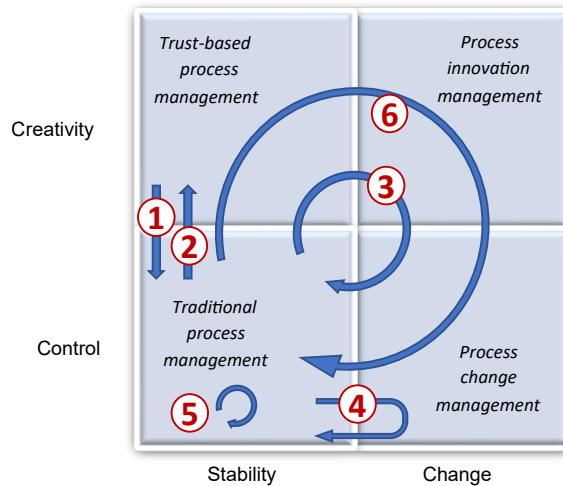 Trust-based
process
management
Process
innovation
management
Creativity
6
3
1
2
Traditional
process
management
Control
Process
change
management
4
5
Stability
Change